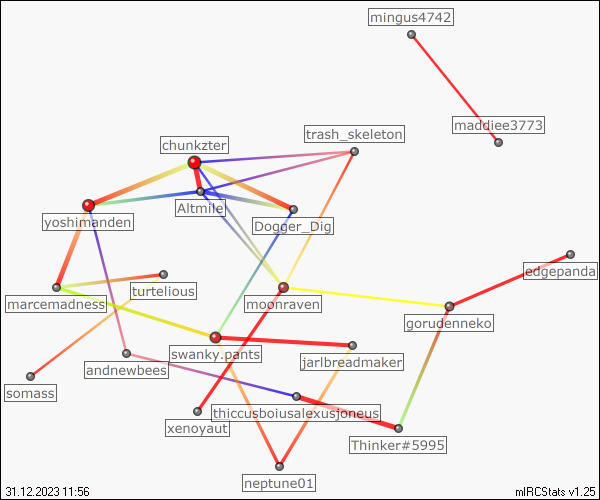 mingus4742
maddiee3773
trash_skeleton
chunkzter
Altmile
yoshimanden
Dogger_Dig
edgepanda
turtelious
marcemadness
moonraven
gorudenneko
swanky.pants
jarlbreadmaker
andnewbees
somass
thiccusboiusalexusjoneus
xenoyaut
Thinker#5995
neptune01
31.12.2023 11:56
mIRCStats v1.25